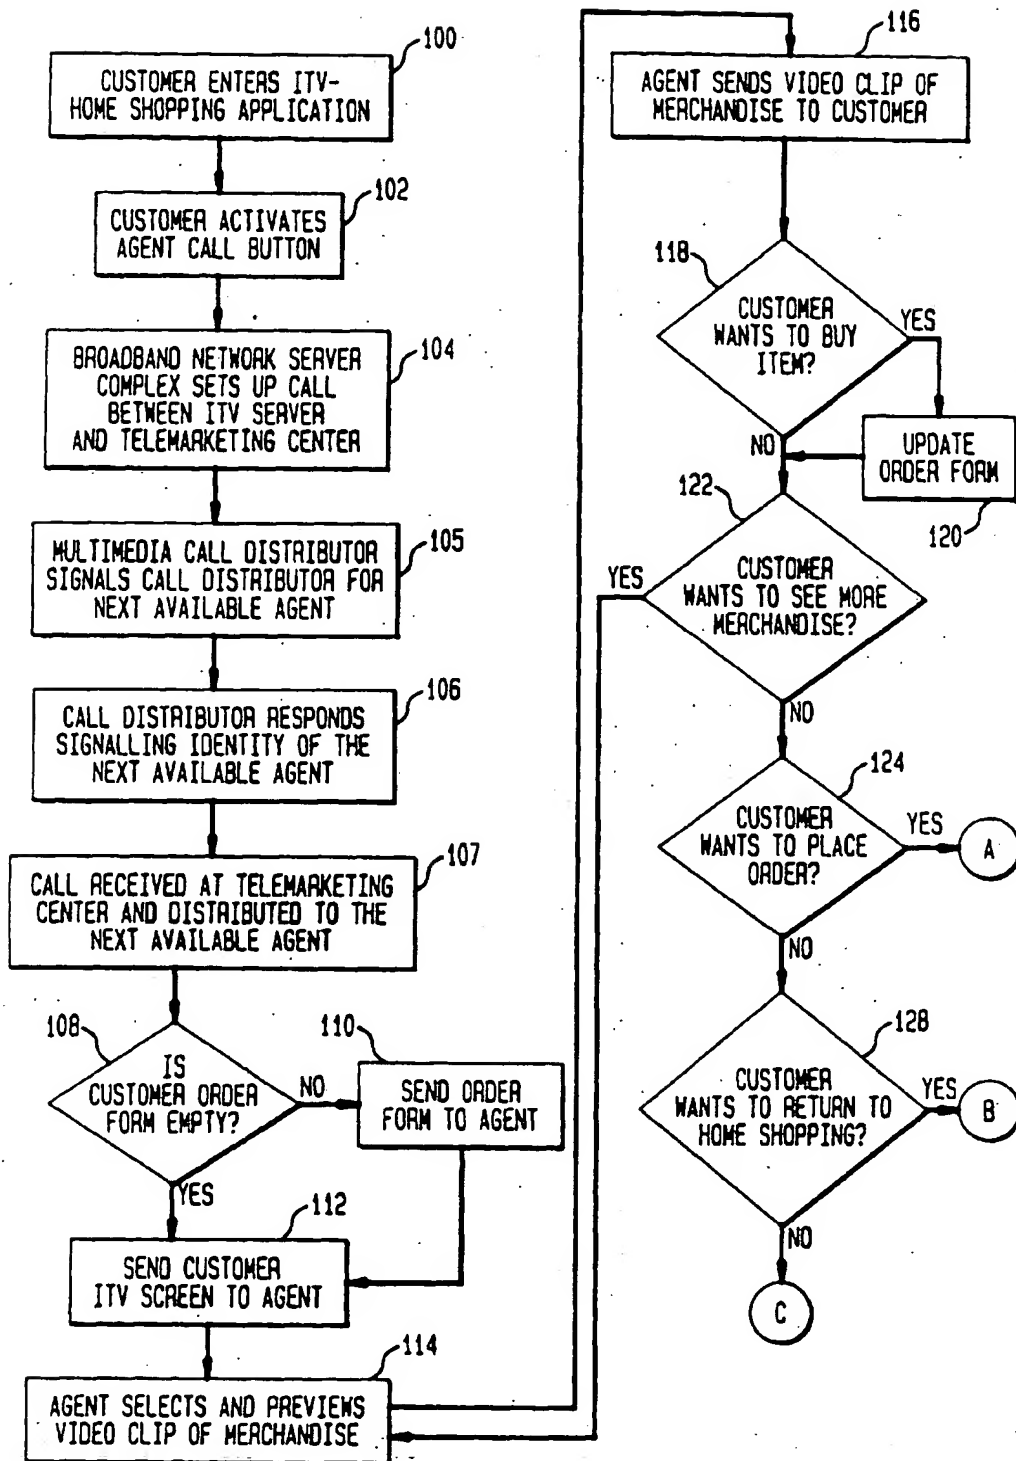 100
CUSTOMER ENTERS ITV-
HOME SHOPPING APPLICATION
102
CUSTOMER ACTIVATES
AGENT CALL BUTTON
104
BROADBAND NETWORK SERVER
COMPLEX SETS UP CALL
BETWEEN ITV SERVER
AND TELEMARKETING CENTER
105
MULTIMEDIA CALL DISTRIBUTOR
SIGNALS CALL DISTRIBUTOR FOR
NEXT AVAILABLE AGENT
106
CALL DISTRIBUTOR RESPONDS
SIGNALLING IDENTITY OF THE
NEXT AVAILABLE AGENT
107
CALL RECEIVED AT TELEMARKETING
CENTER AND DISTRIBUTED TO THE
NEXT AVAILABLE AGENT
108
IS
CUSTOMER ORDER
FORM EMPTY?
NO
110
SEND ORDER
FORM TO AGENT
YES
112
SEND CUSTOMER
ITV SCREEN TO AGENT
114
AGENT SELECTS AND PREVIEWS
VIDEO CLIP OF MERCHANDISE
116
AGENT SENDS VIDEO CLIP OF
MERCHANDISE TO CUSTOMER
118
CUSTOMER
WANTS TO BUY
ITEM?
YES
NO
UPDATE
ORDER FORM
120
122
YES
CUSTOMER
WANTS TO SEE MORE
MERCHANDISE?
NO
124
CUSTOMER
WANTS TO PLACE
ORDER?
YES
A
NO
128
CUSTOMER
WANTS TO RETURN TO
HOME SHOPPING?
YES
B
NO
C